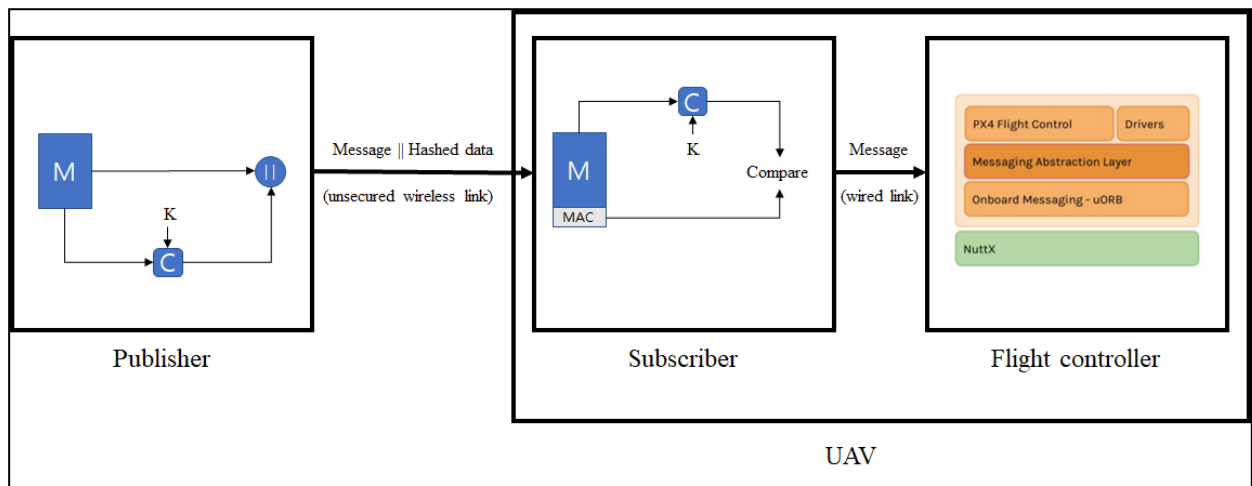 M
K
C
||
Publisher
Message || Hashed data
(unsecured wireless link)
C
K
M
MAC
Compare
Subscriber
Message
(wired link)
PX4 Flight Control
Drivers
Messaging Abstraction Layer
Onboard Messaging - uORB
NuttX
Flight controller
UAV